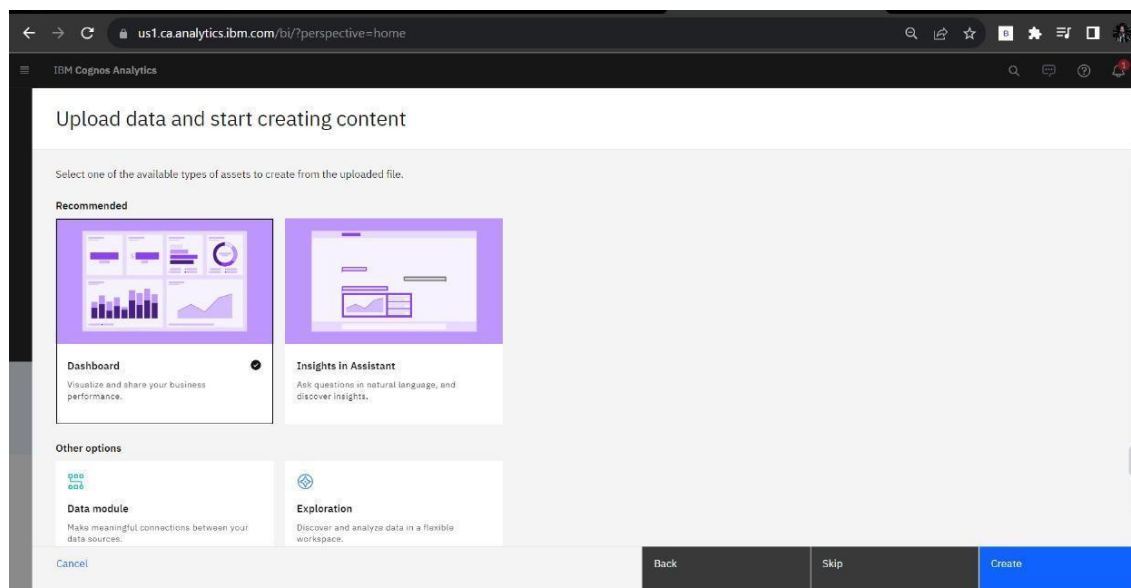 us1.ca.analytics.ibm.com/bi/?perspective=home
B
IBM Cognos Analytics
1
Upload data and start creating content
Select one of the available types of assets to create from the uploaded file.
Recommended
Dashboard
Visualize and share your business
performance.
Insights in Assistant
Ask questions in natural language, and
discover insights.
Other options
Data module
Make meaningful connections between your
data sources.
Exploration
Discover and analyze data in a flexible
workspace.
Cancel
Back
Skip
Create